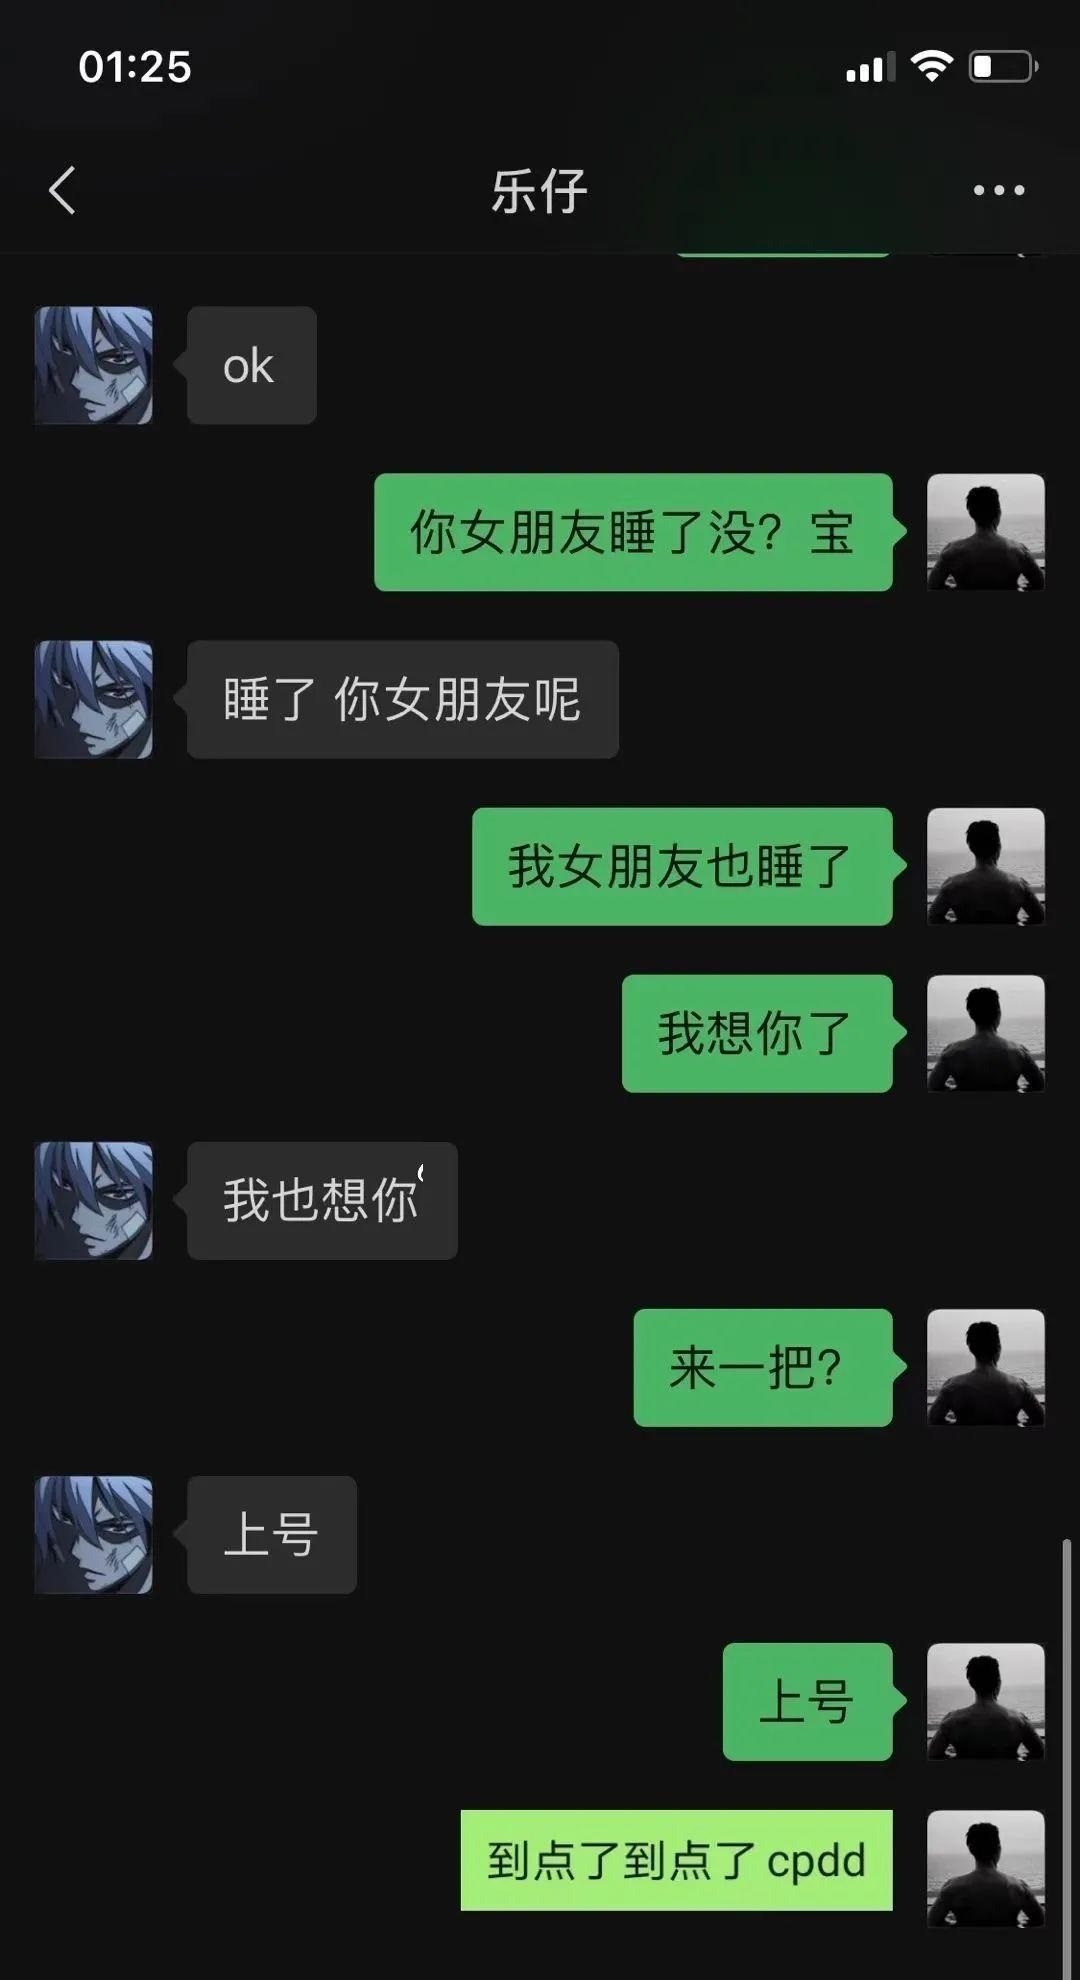 01:25
乐仔
ok
你女朋友睡了没？宝
睡了 你女朋友呢
我女朋友也睡了
我想你了
我也想你
来一把？
上号
上号
到点了到点了 cpdd